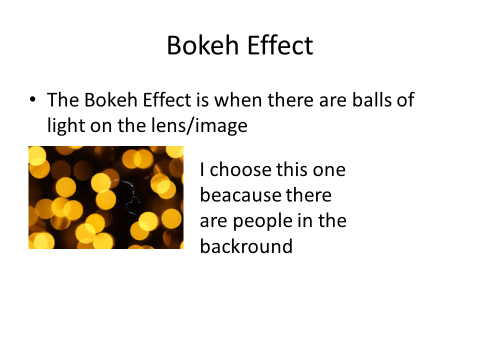 Bokeh Effect
• The Bokeh Effect is when there are balls of
light on the lens/image
I choose this one
beacause there
are people in the
backround